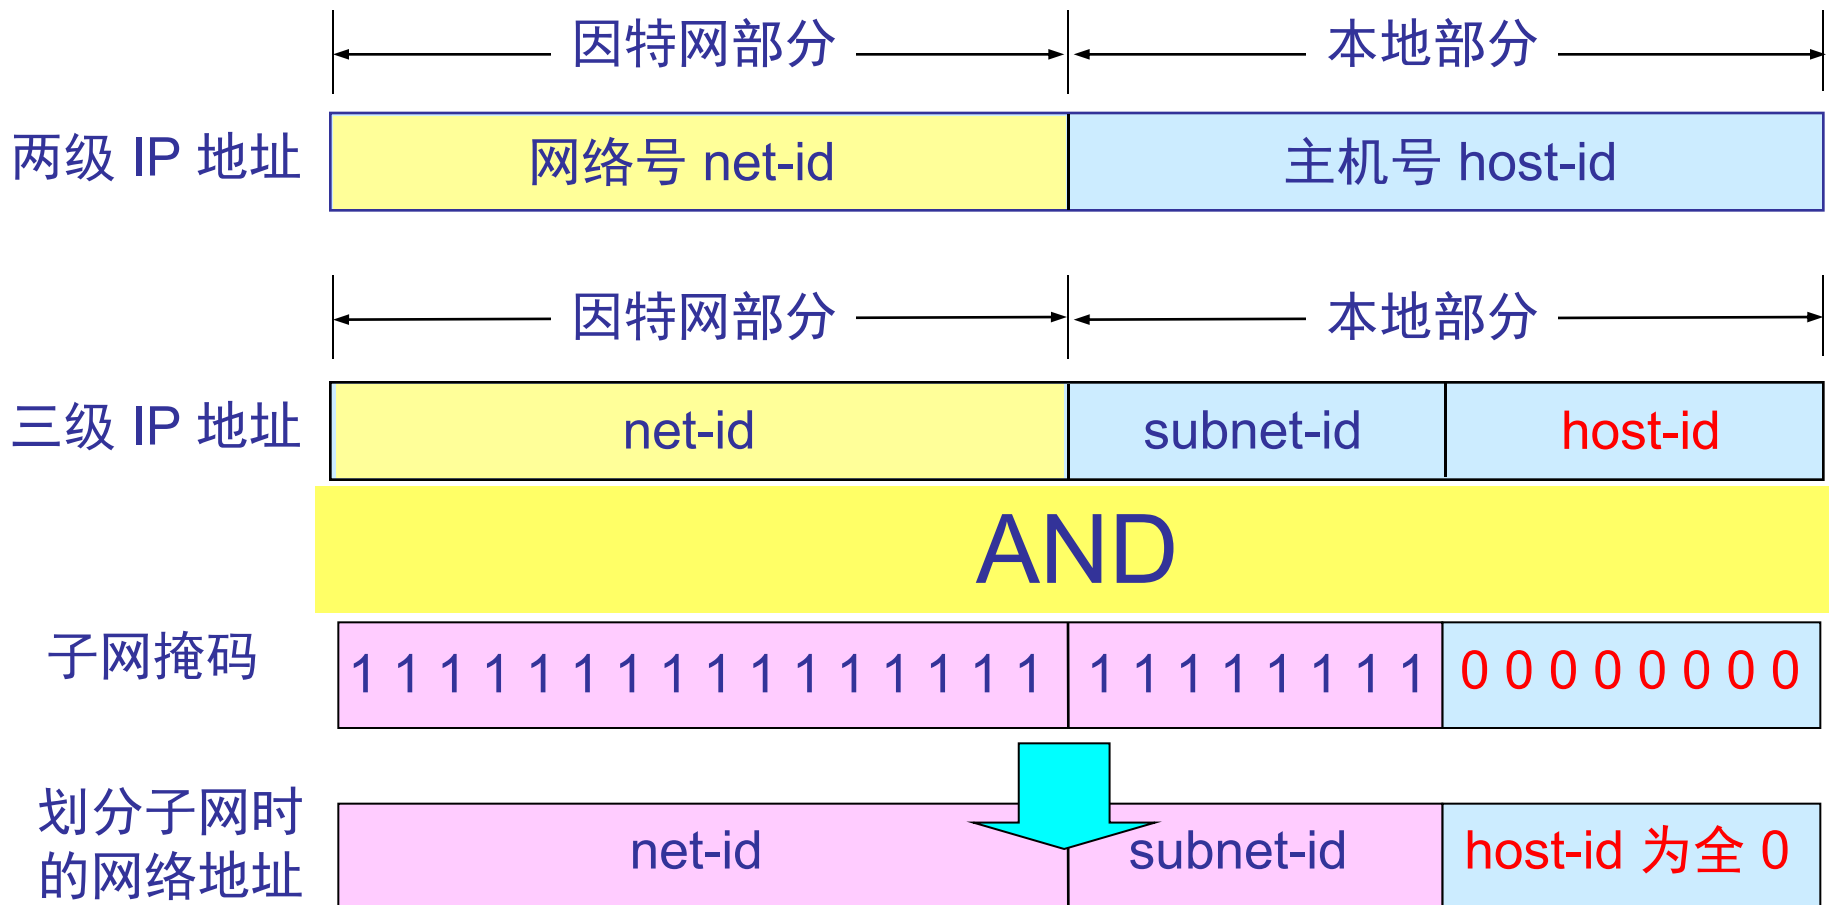 因特网部分 本地部分
两级 IP 地址 网络号 net-id 主机号 host-id
因特网部分 本地部分
三级 IP 地址 net-id subnet-id host-id
AND
子网掩码 1 1 1 1 1 1 1 1 1 1 1 1 1 1 1 1 1 1 1 1 1 1 1 1 0 0 0 0 0 0 0 0
划分子网时
的网络地址 net-id subnet-id host-id 为全 0